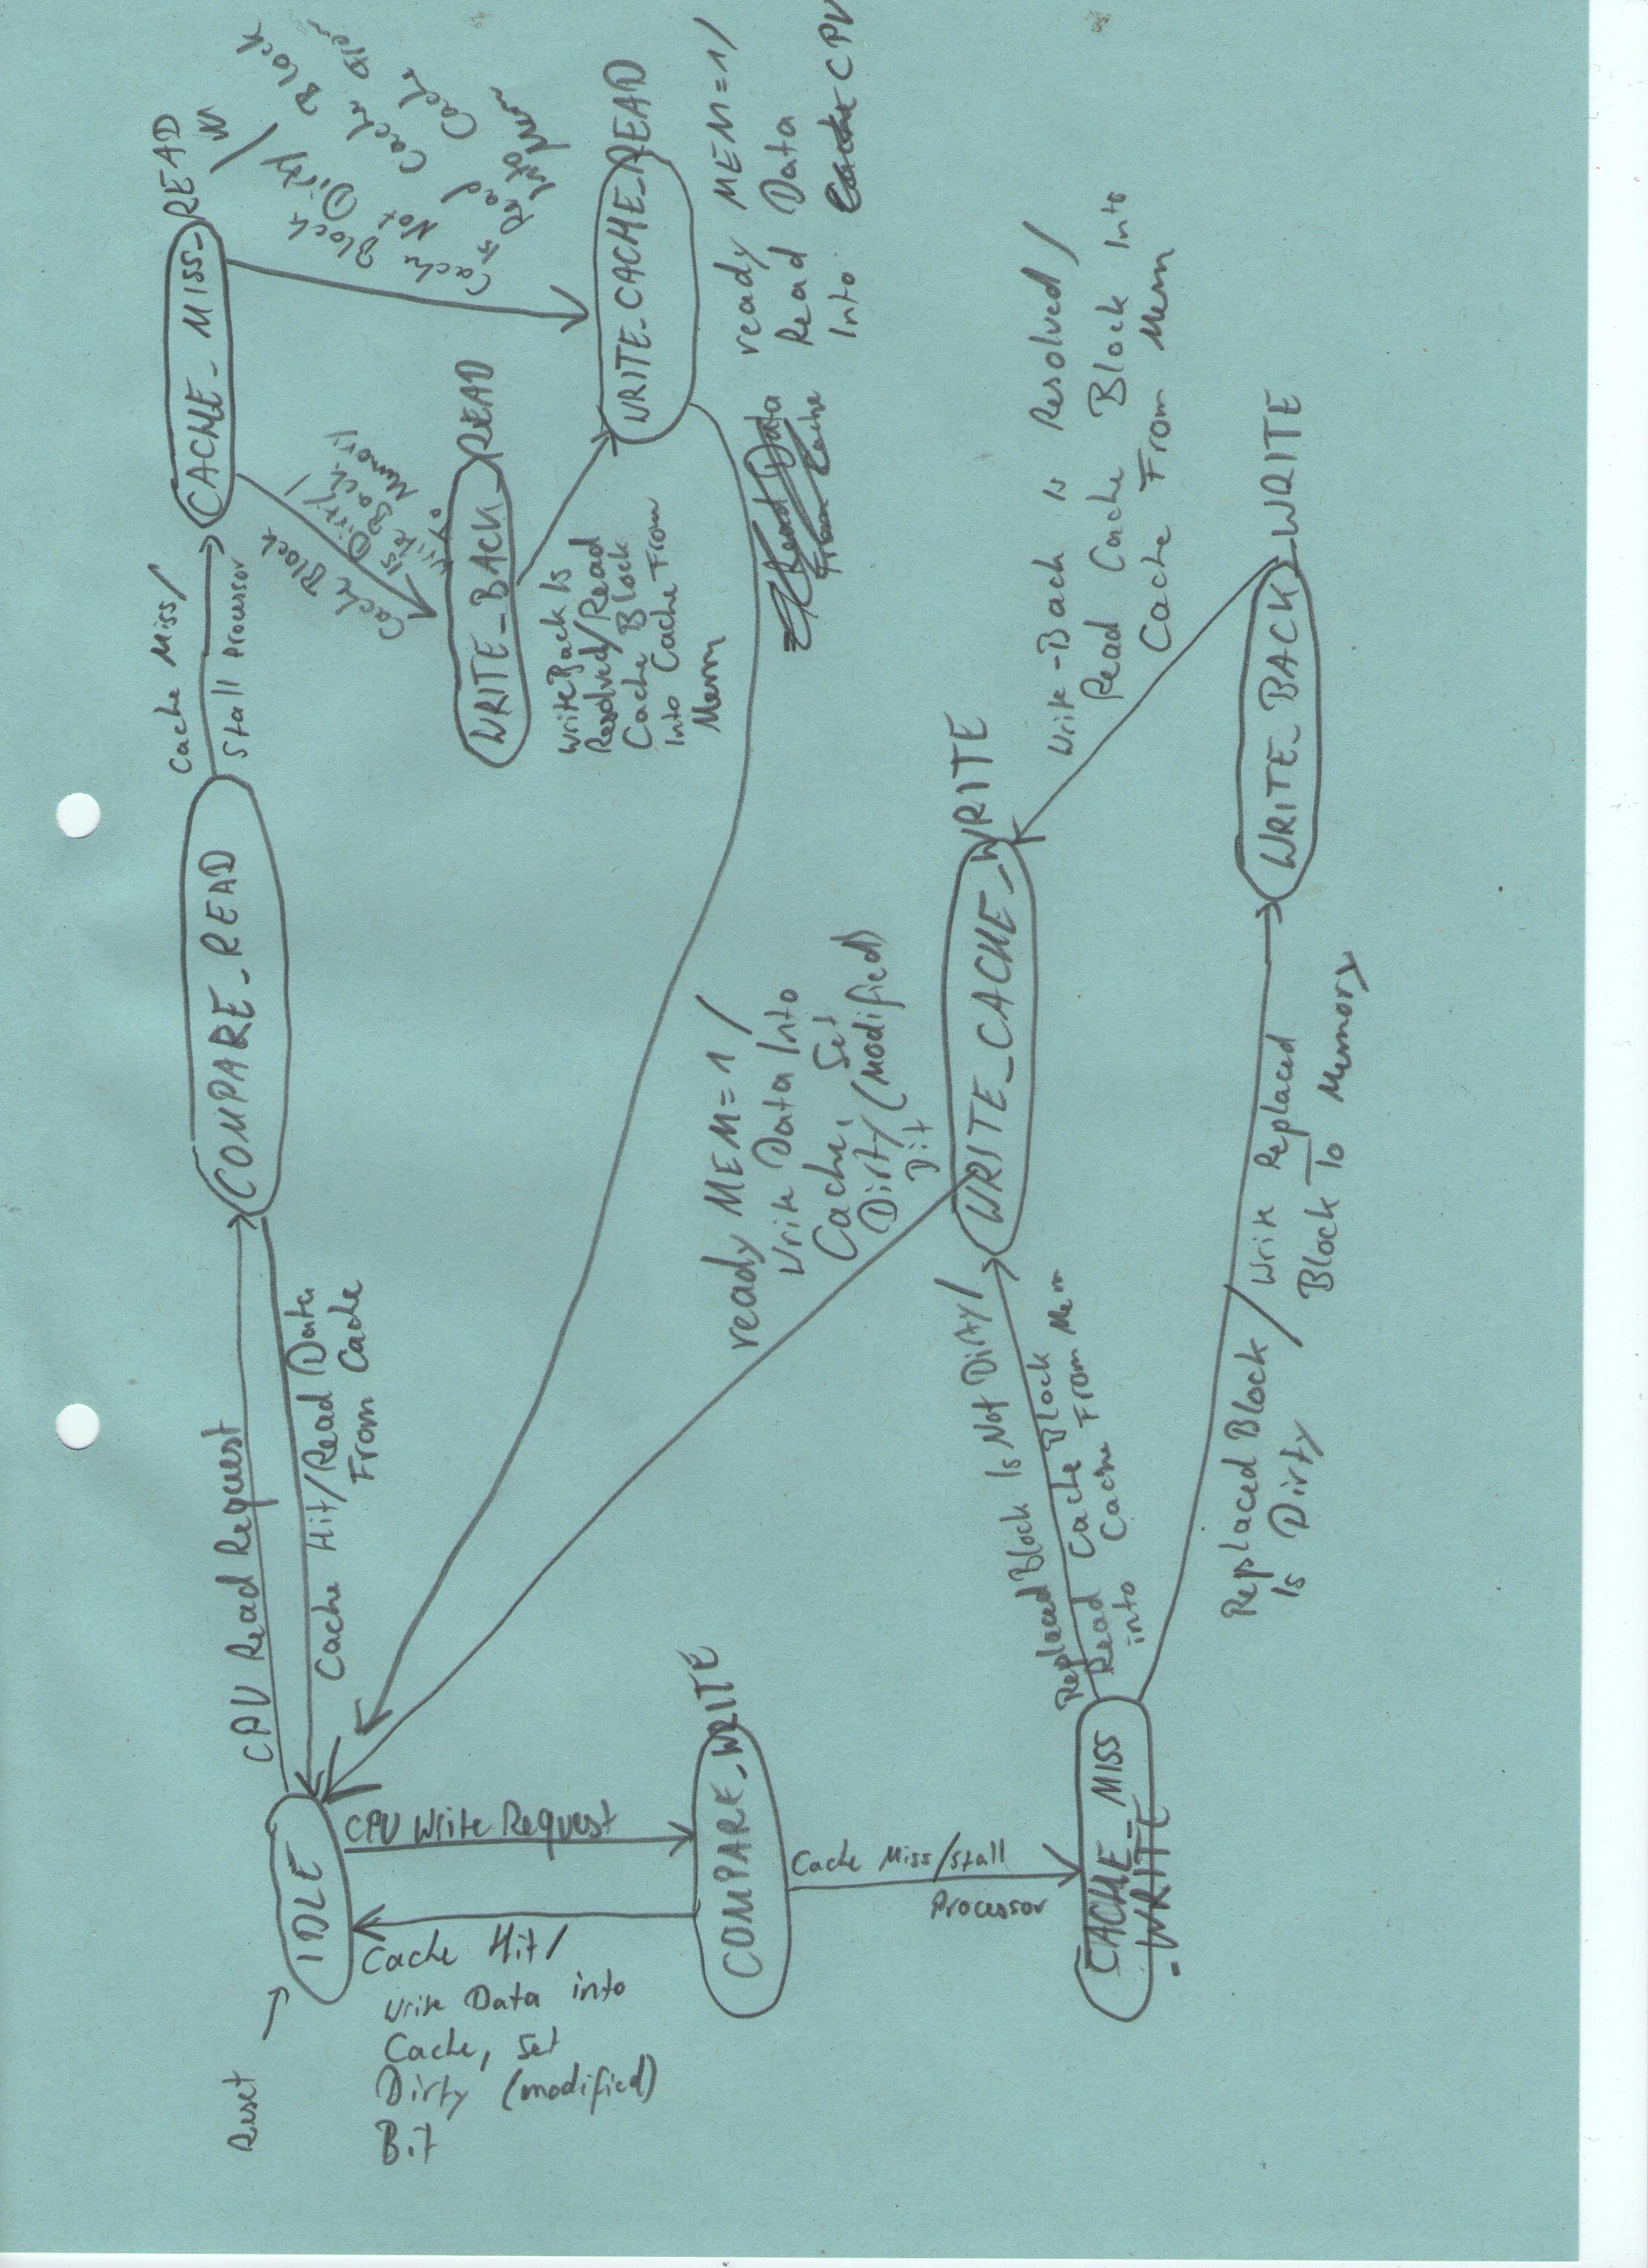 Reset
IDLE
CPU Read Request
Cache Hit/Read Data
From Cache
COMPARE_READ
Cache Miss/
Stall Processor
CACHE_MISS_READ
Cache Block
Is Dirty/
Write Back
To Memory
Cache Block
Is Not Dirty/
Read Cache Block
Into Cache From
Mem
WRITE_BACK_READ
WriteBack Is
Resolved/Read
Cache Block
Into Cache From
Mem
WRITE_CACHE_READ
Read Data
From Cache
ready MEM=1/
Read Data
Into Cache CPU
CPU Write Request
Cache Hit/
Write Data into
Cache, Set
Dirty (modified)
Bit
COMPARE_WRITE
Cache Miss/Stall
Processor
CACHE_MISS
_WRITE
Replaced Block Is Not Dirty/
Read Cache Block
into Cache From Mem
ready MEM=1/
Write Data Into
Cache, Set
Dirty (Modified)
Bit
WRITE_CACHE_WRITE
Write-Back Is Resolved/
Read Cache Block Into
Cache From Mem
Replaced Block /
Is Dirty
Write Replaced
Block To Memory
WRITE_BACK_WRITE